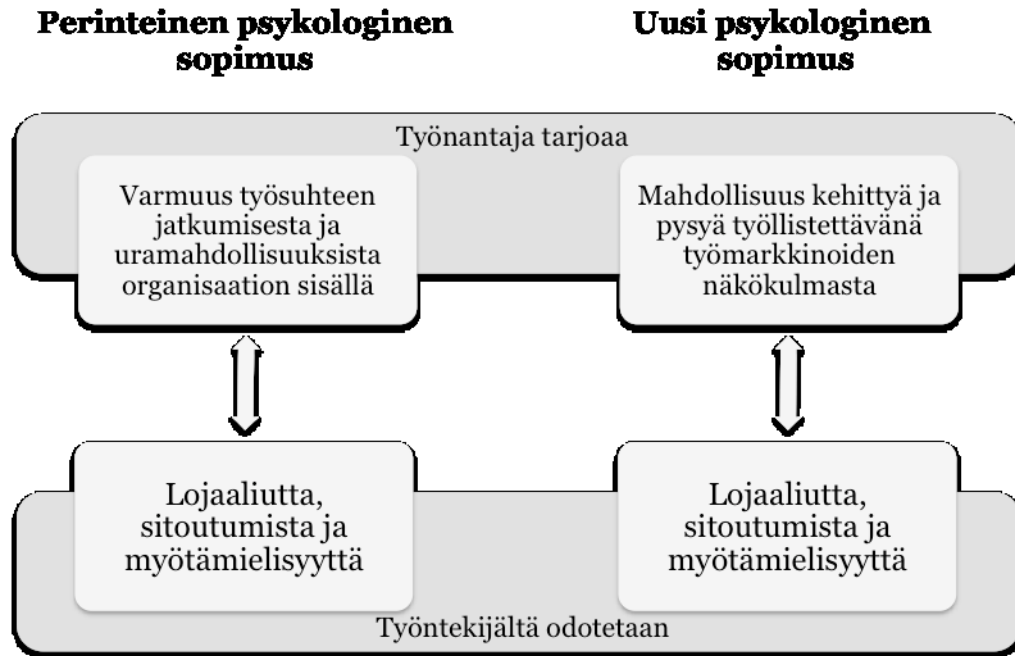 Perinteinen psykologinen
sopimus
Uusi psykologinen
sopimus
Työnantaja tarjoaa
Varmuus työsuhteen
jatkumisesta ja
uramahdollisuuksista
organisaation sisällä
Mahdollisuus kehittyä ja
pysyä työllistettävänä
työmarkkinoiden
näkökulmasta
Lojaaliutta,
sitoutumista ja
myötämielisyyttä
Lojaaliutta,
sitoutumista ja
myötämielisyyttä
Työntekijältä odotetaan